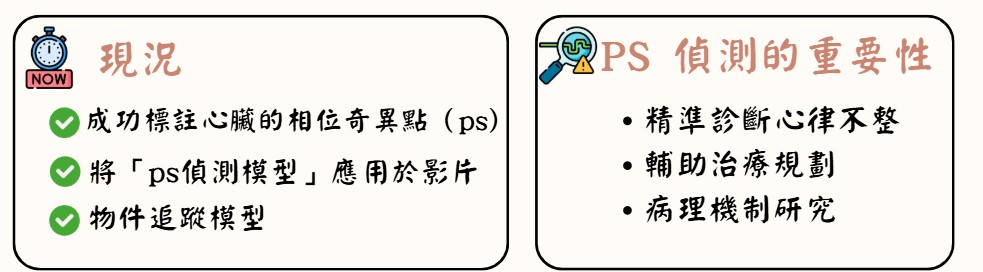 NOW
現況
成功標註心臟的相位奇異點（ps）
將「ps偵測模型」應用於影片
物件追蹤模型
PS 偵測的重要性
• 精準診斷心律不整
• 輔助治療規劃
• 病理機制研究